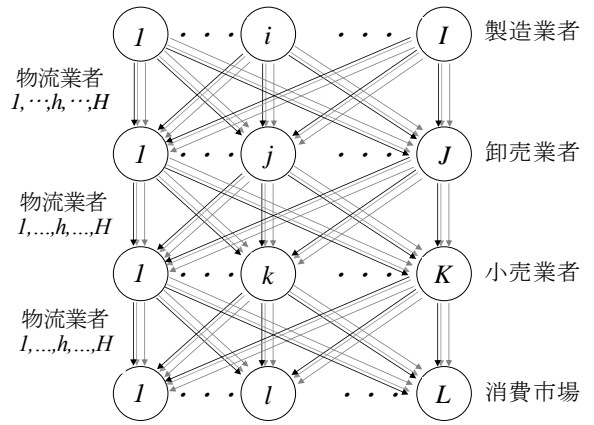 1 ・・・ i ・・・ I 製造業者
物流業者
1,…,h,…,H
1 ・・・ j ・・・ J 卸売業者
物流業者
1,...,h,...,H
1 ・・・ k ・・・ K 小売業者
物流業者
1,...,h,...,H
1 ・・・ l ・・・ L 消費市場